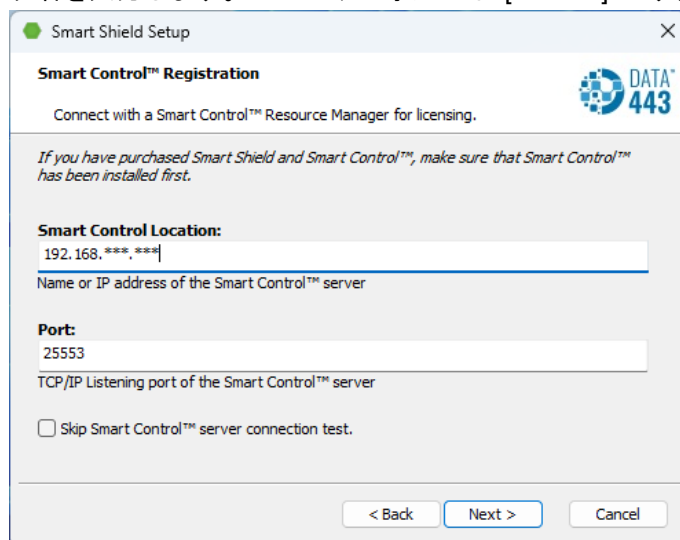 Smart Shield Setup
Smart Control™ Registration
DATA™
443
Connect with a Smart Control™ Resource Manager for licensing.
If you have purchased Smart Shield and Smart Control™, make sure that Smart Control™
has been installed first.
Smart Control Location:
192.168.***.***
Name or IP address of the Smart Control™ server
Port:
25553
TCP/IP Listening port of the Smart Control™ server
Skip Smart Control™ server connection test.
< Back Next > Cancel